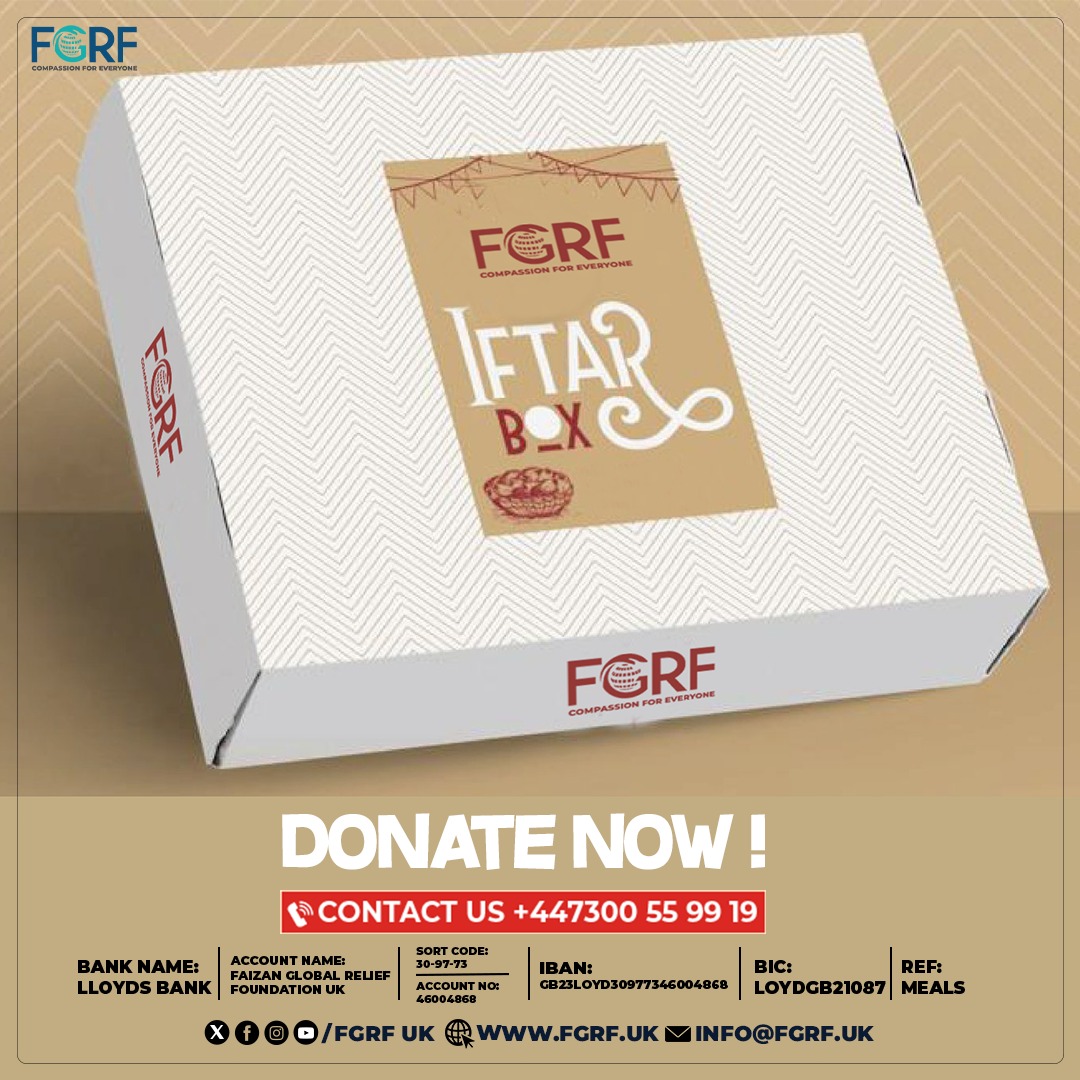 FGRF
COMPASSION FOR EVERYONE
FGRF
COMPASSION FOR EVERYONE
IFTAR
BOX
FGRF
COMPASSION FOR EVERYONE
FGRF
COMPASSION FOR EVERYONE
DONATE NOW !
CONTACT US +447300 55 99 19
BANK NAME:
LLOYDS BANK
ACCOUNT NAME:
FAIZAN GLOBAL RELIEF
FOUNDATION UK
SORT CODE:
30-97-73
ACCOUNT NO:
46004868
IBAN:
GB23LOYD30977346004868
BIC:
LOYDGB21087
REF:
MEALS
/FGRF UK WWW.FGRF.UK INFO@FGRF.UK